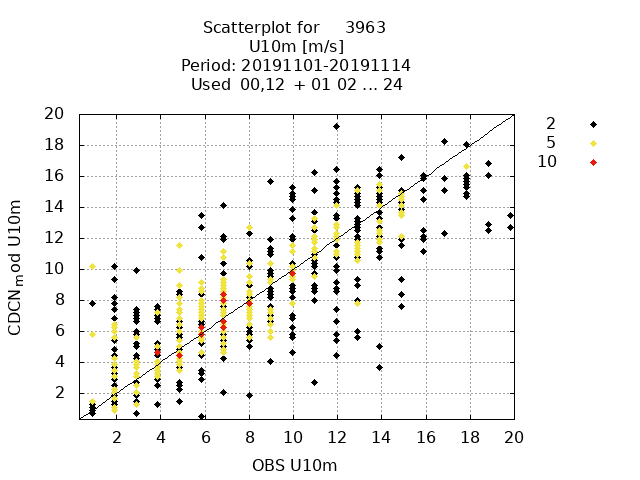 Scatterplot for 3963
U10m [m/s]
Period: 20191101-20191114
Used 00,12 + 01 02 ... 24
2
5
10
20
18
16
14
12
10
8
6
4
2
CDCN_mod U10m
2 4 6 8 10 12 14 16 18 20
OBS U10m